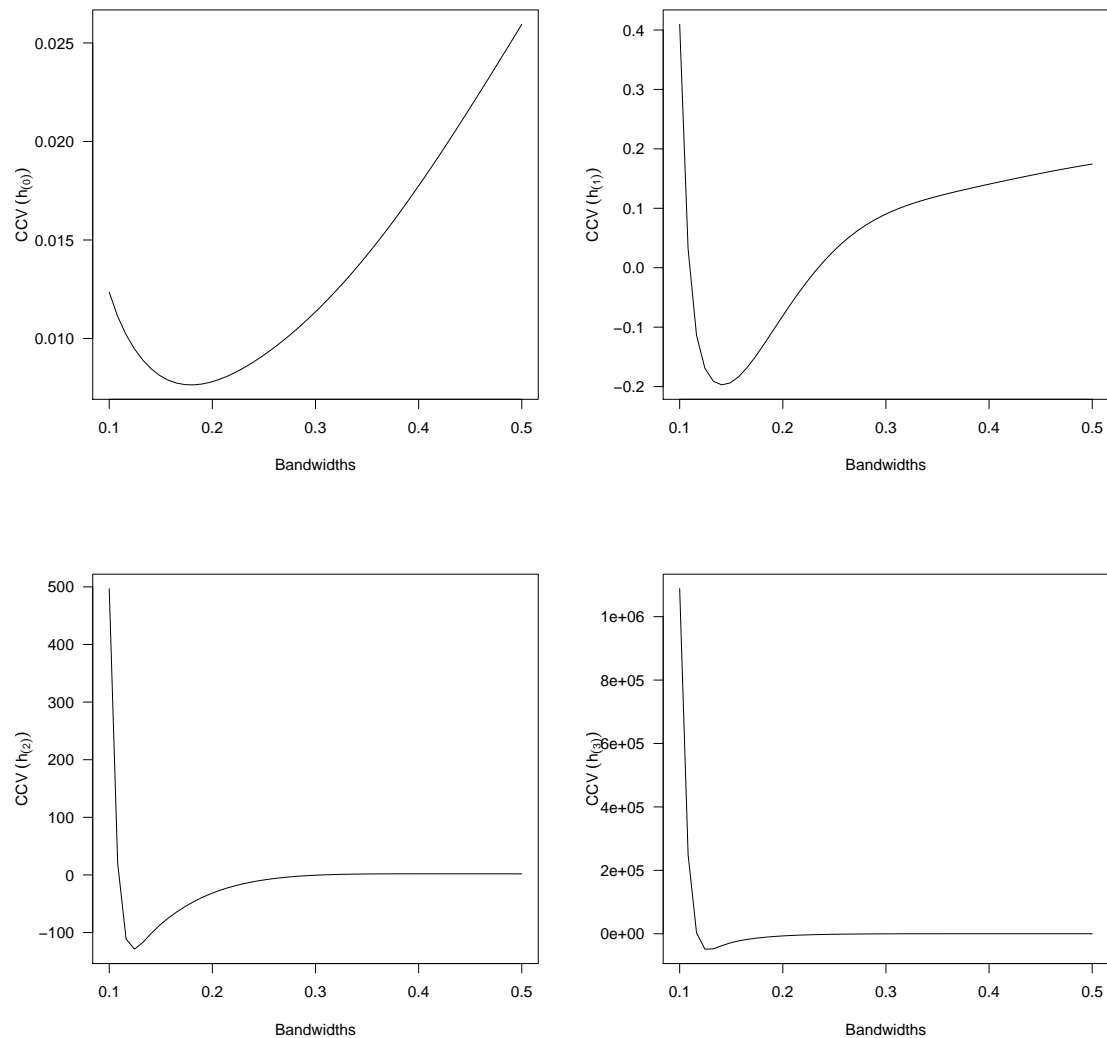 CCV (h(0))
0.025
0.020
0.015
0.010
0.1 0.2 0.3 0.4 0.5
Bandwidths
CCV (h(1))
0.4
0.3
0.2
0.1
0.0
−0.1
−0.2
0.1 0.2 0.3 0.4 0.5
Bandwidths
CCV (h(2))
500
400
300
200
100
0
−100
0.1 0.2 0.3 0.4 0.5
Bandwidths
CCV (h(3))
1e+06
8e+05
6e+05
4e+05
2e+05
0e+00
0.1 0.2 0.3 0.4 0.5
Bandwidths